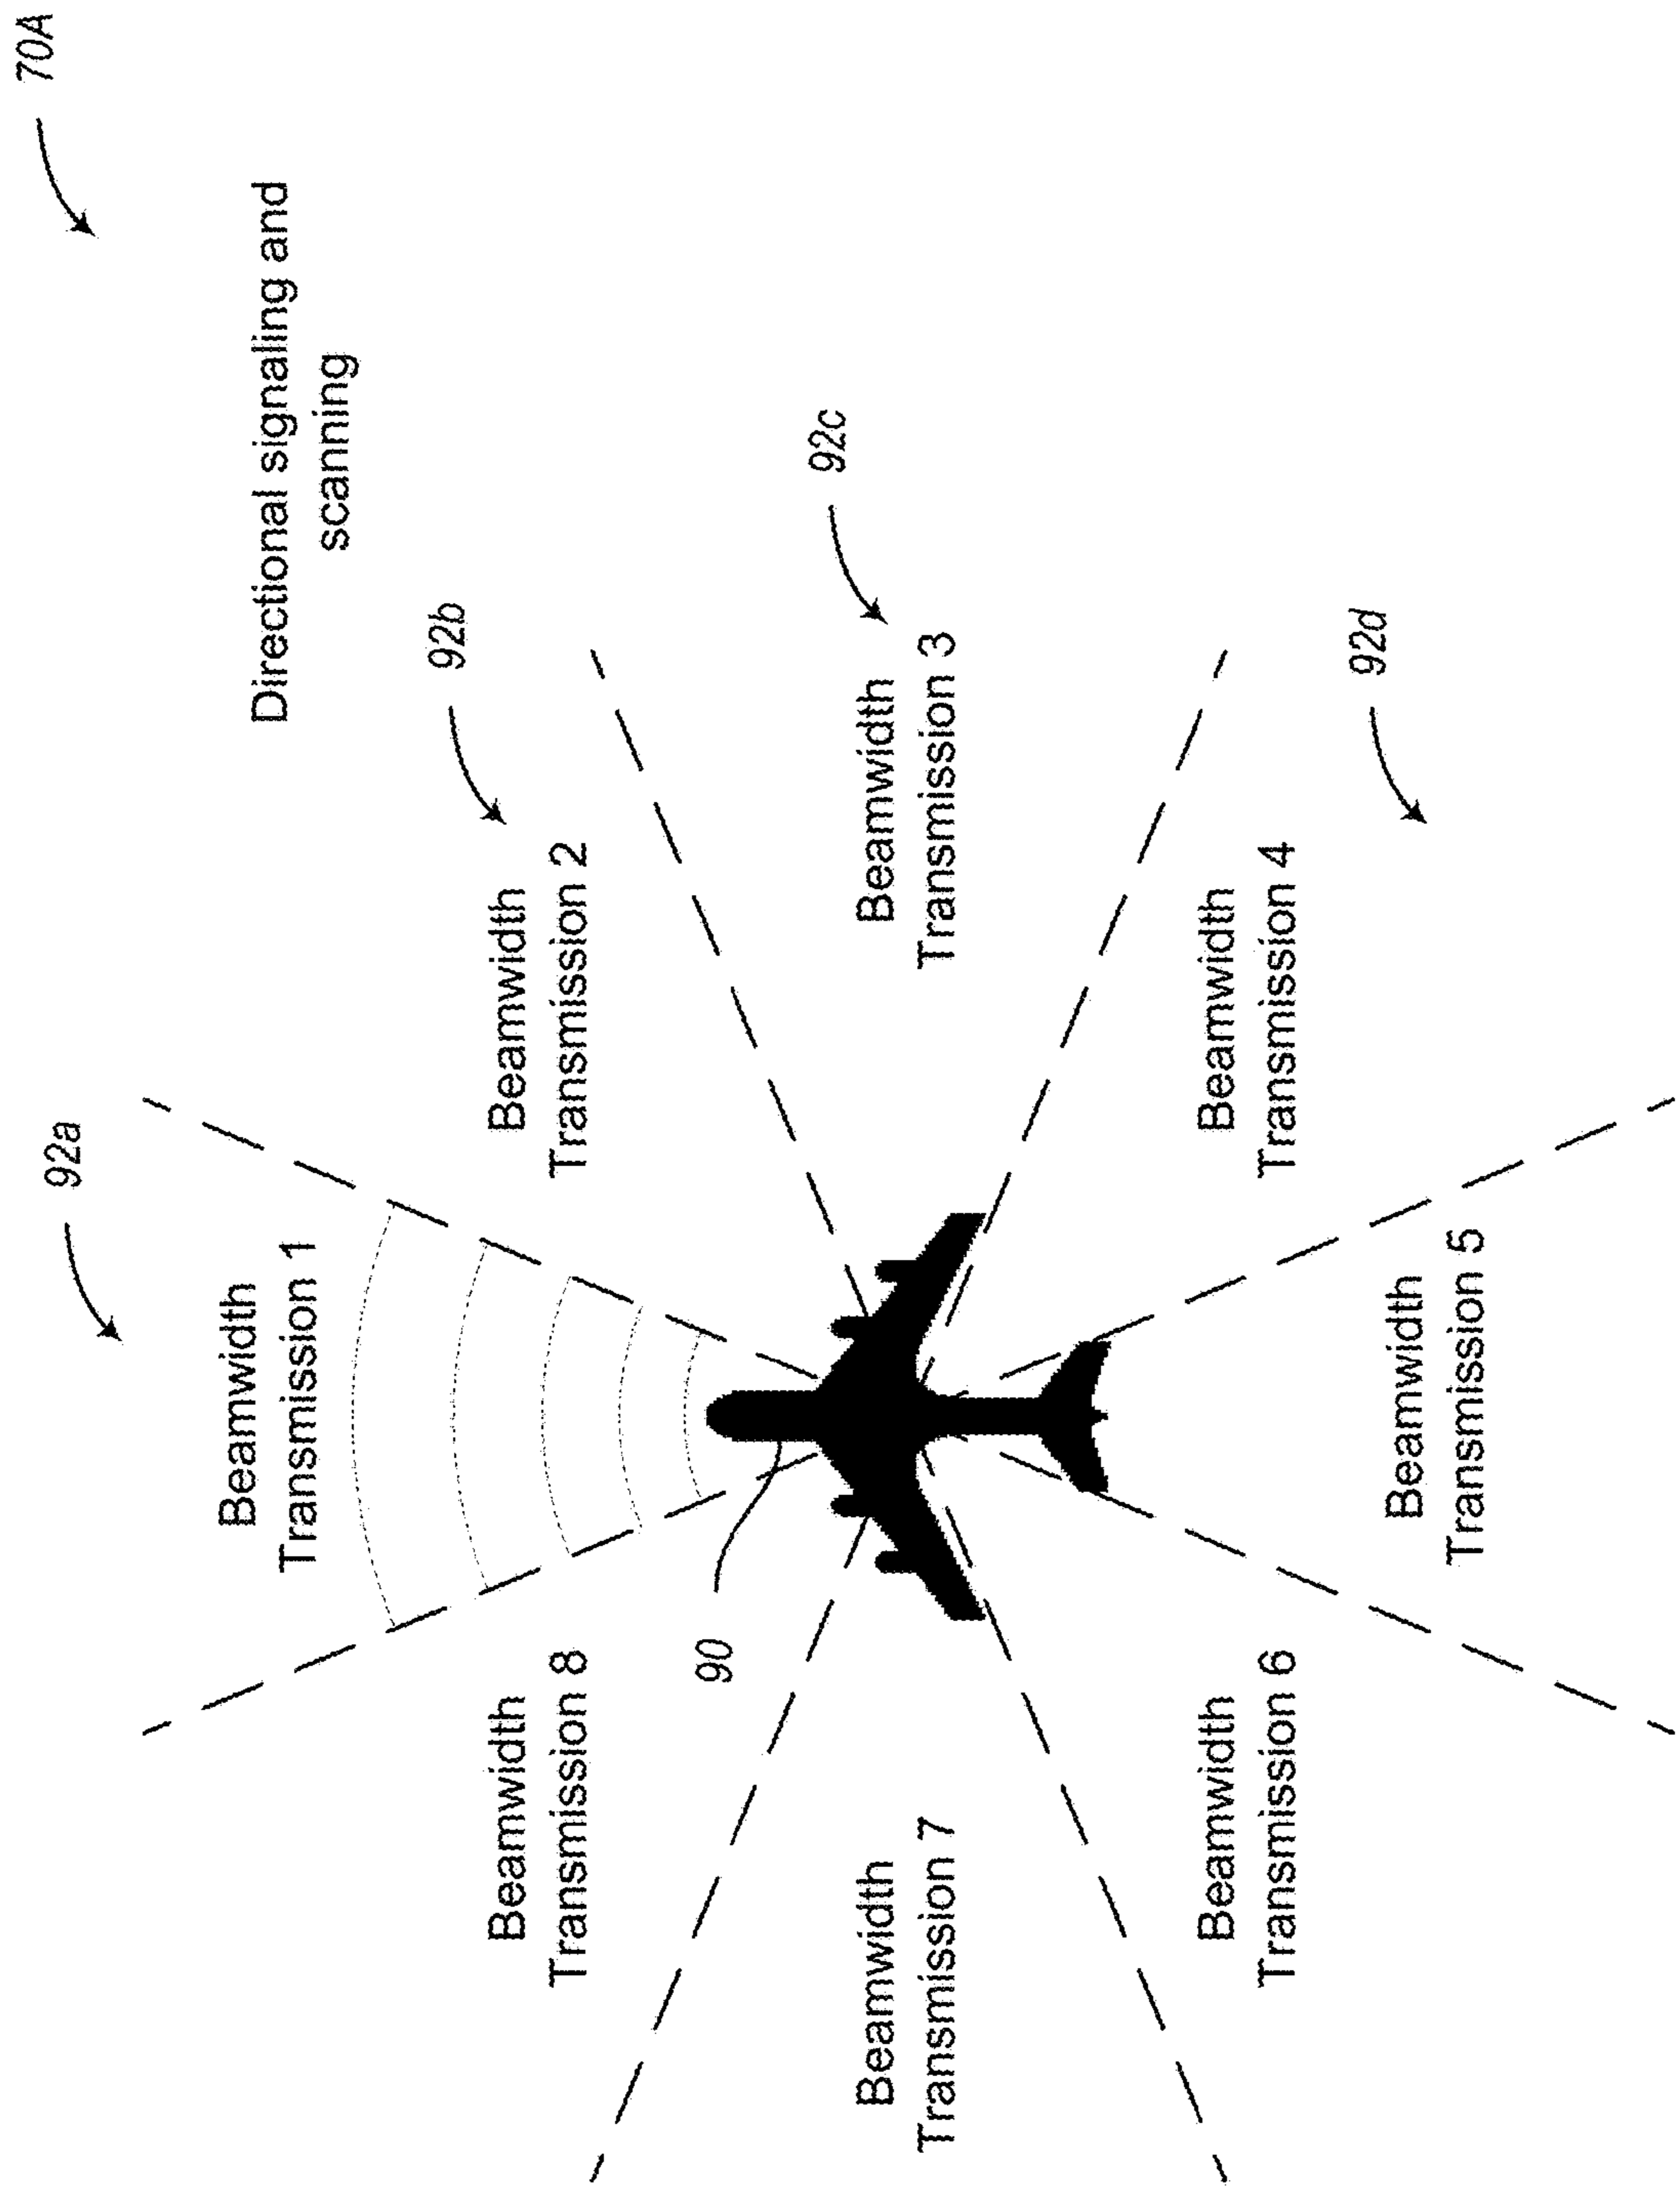 70A
Directional signaling and
scanning
92a
Beamwidth
Transmission 1
92b
Beamwidth
Transmission 2
92c
Beamwidth
Transmission 3
92d
Beamwidth
Transmission 4
Beamwidth
Transmission 5
Beamwidth
Transmission 6
Beamwidth
Transmission 7
Beamwidth
Transmission 8
90